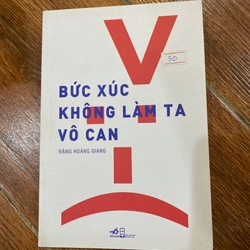 50
BỨC XÚC
KHÔNG LÀM TA
VÔ CAN
ĐẶNG HOÀNG GIANG